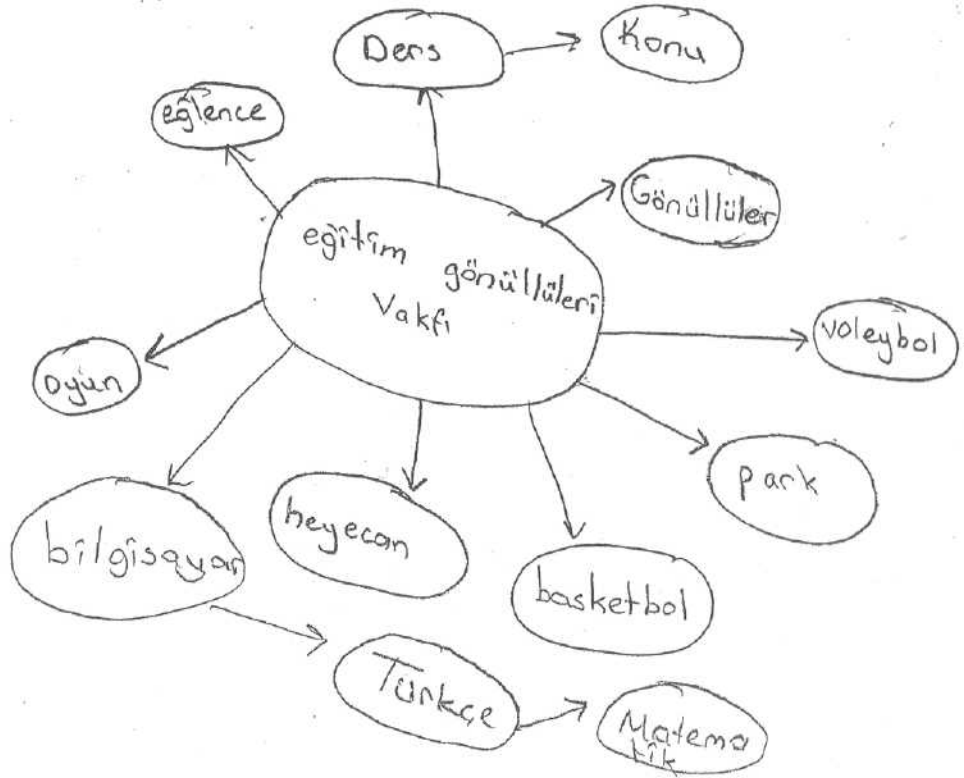 Ders
Konu
eğlence
Gönüllüler
eğitim gönüllüleri
Vakfı
voleybol
oyun
park
heyecan
bilgisayar
basketbol
Türkçe
Matema
tik